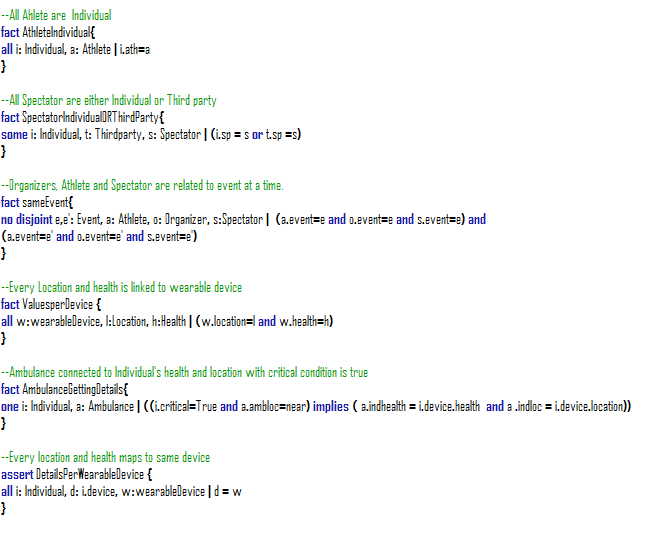 --All Ahlete are  Individual
fact AthleteIndividual{
all i: Individual, a: Athlete | i.ath=a
}
--All Spectator are either Individual or Third party
fact SpectatorIndividualORThirdParty{
some i: Individual, t: Thirdparty, s: Spectator | (i.sp = s or t.sp =s)
}
--Organizers, Athlete and Spectator are related to event at a time.
fact sameEvent{
no disjoint e,e': Event, a: Athlete, o: Organizer, s:Spectator |  (a.event=e and o.event=e and s.event=e) and
(a.event=e' and o.event=e' and s.event=e')
}
--Every Location and health is linked to wearable device
fact ValuesperDevice {
all w:wearableDevice, l:Location, h:Health | (w.location=l and w.health=h)
}
--Ambulance connected to Individual's health and location with critical condition is true
fact AmbulanceGettingDetails{
one i: Individual, a: Ambulance | ((i.critical=True and a.ambloc=near) implies ( a.indhealth = i.device.health  and a .indloc = i.device.location))
}
--Every location and health maps to same device
assert DetailsPerWearableDevice {
all i: Individual, d: i.device, w:wearableDevice | d = w
}